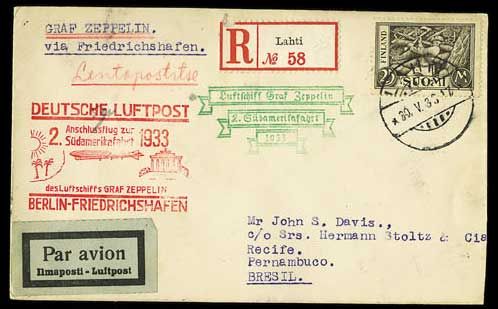 GRAF ZEPPELIN.
via Friedrichshafen.
Lentopostitse
R
Lahti
№ 58
FINLAND
SUOMI
30. V. 33
DEUTSCHE LUFTPOST
2. Anschlussflug zur 1933
Südamerikafahrt
des Luftschiffs GRAF ZEPPELIN
BERLIN-FRIEDRICHSHAFEN
Luftschiff Graf Zeppelin
2. Südamerikafahrt
1933
Par avion
Ilmaposti - Luftpost
Mr John S. Davis.,
c/o Srs. Hermann Stoltz & Cia
Recife.
Pernambuco.
BRESIL.